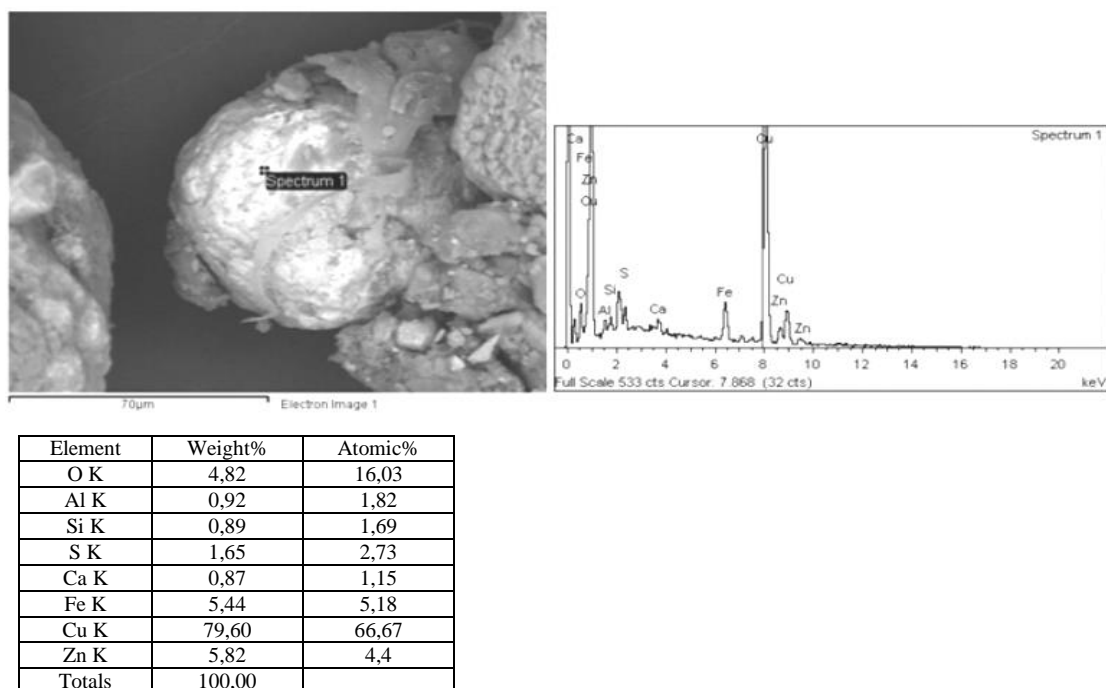 Spectrum 1
70µm
Electron Image 1
Spectrum 1
Ca
Fe
Zn
Cu
O
Al
Si
S
Ca
Fe
Cu
Zn
Cu
Zn
0 2 4 6 8 10 12 14 16 18 20
Full Scale 533 cts Cursor: 7.868 (32 cts)
keV
Element Weight% Atomic%
O K 4,82 16,03
Al K 0,92 1,82
Si K 0,89 1,69
S K 1,65 2,73
Ca K 0,87 1,15
Fe K 5,44 5,18
Cu K 79,60 66,67
Zn K 5,82 4,4
Totals 100,00